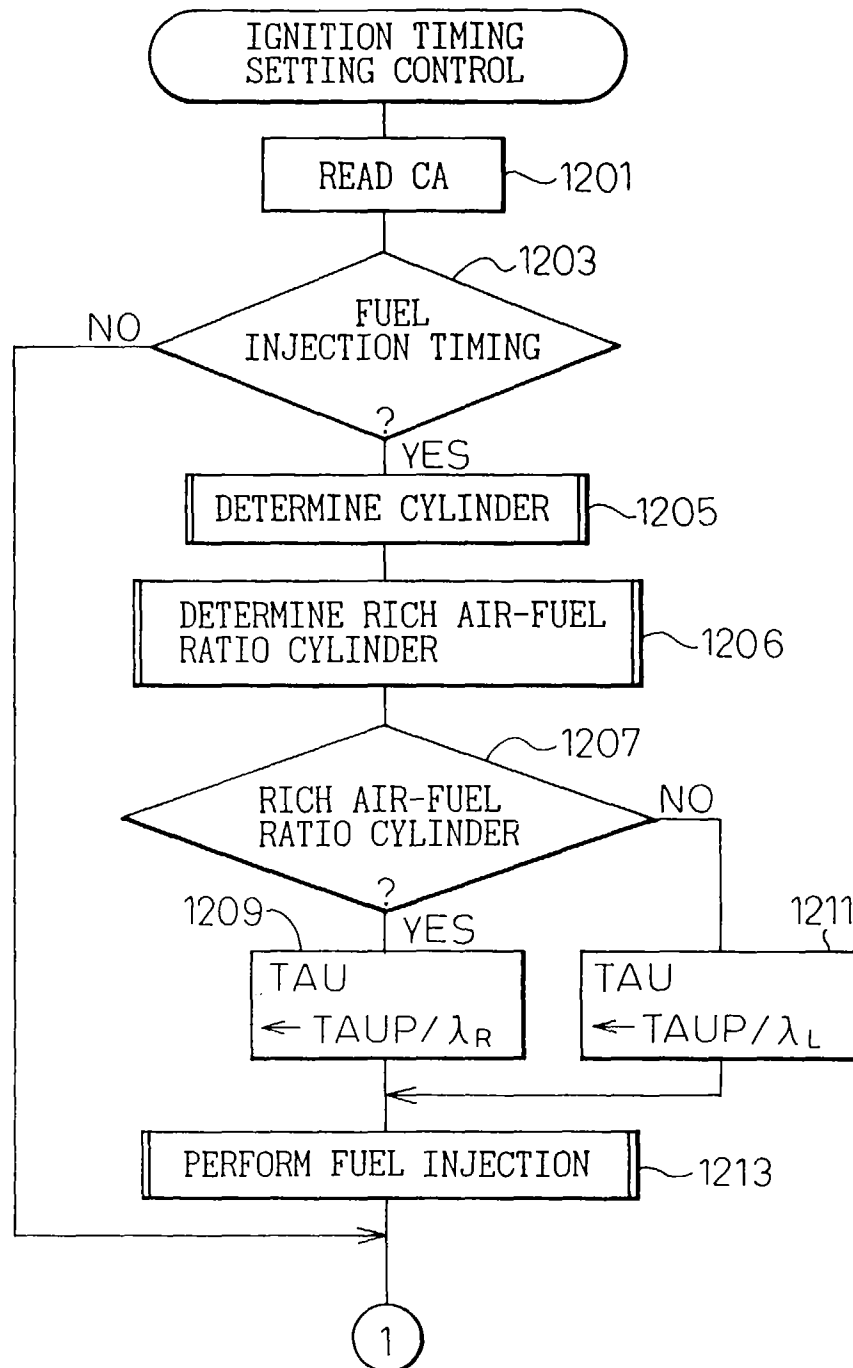 IGNITION TIMING
SETTING CONTROL
READ CA
1201
1203
FUEL
INJECTION TIMING
?
NO
YES
DETERMINE CYLINDER
1205
DETERMINE RICH AIR-FUEL
RATIO CYLINDER
1206
1207
RICH AIR-FUEL
RATIO CYLINDER
?
NO
YES
1209
TAU
← TAUP/λR
1211
TAU
← TAUP/λL
PERFORM FUEL INJECTION
1213
1